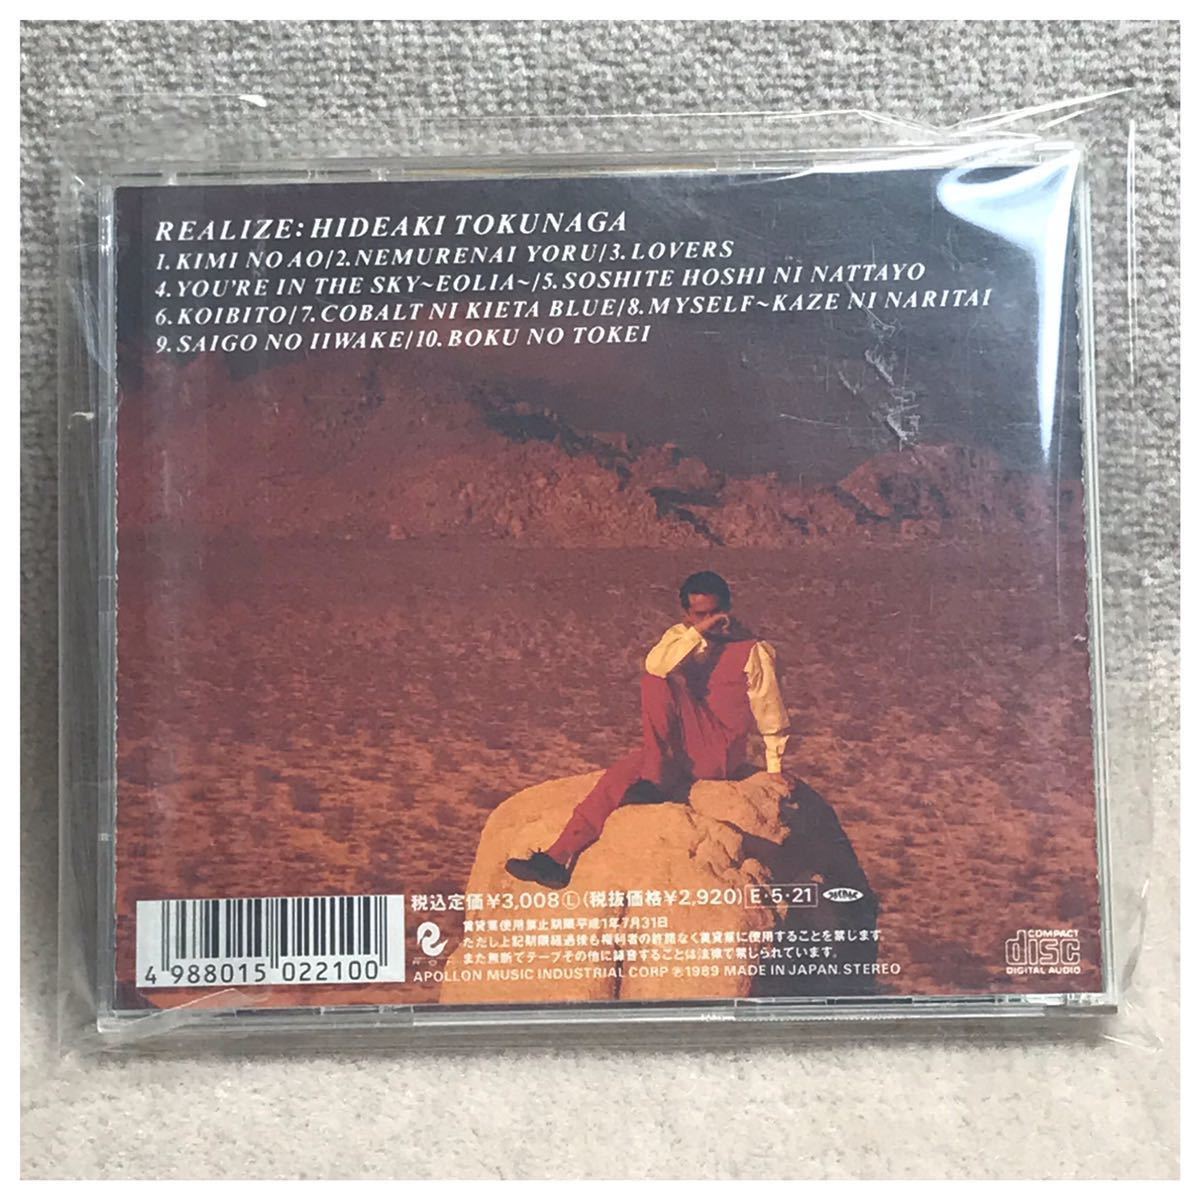 REALIZE: HIDEAKI TOKUNAGA
1. KIMI NO AO/2. NEMURENAI YORU/3. LOVERS
4. YOU'RE IN THE SKY~EOLIA~/5. SOSHITE HOSHI NI NATTAYO
6. KOIBITO/7. COBALT NI KIETA BLUE/8. MYSELF~KAZE NI NARITAI
9. SAIGO NO IIWAKE/10. BOKU NO TOKEI
税込定価¥3,008Ⓛ(税抜価格¥2,920) E・5・21
賃貸業使用禁止期限平成1年7月31日
ただし上記期限経過後も権利者の許諾なく賃貸業に使用することを禁じます。
また無断でテープその他に録音することは法律で禁じられています。
APOLLON MUSIC INDUSTRIAL CORP ℗1989 MADE IN JAPAN. STEREO
4 988015 022100
COMPACT
disc
DIGITAL AUDIO